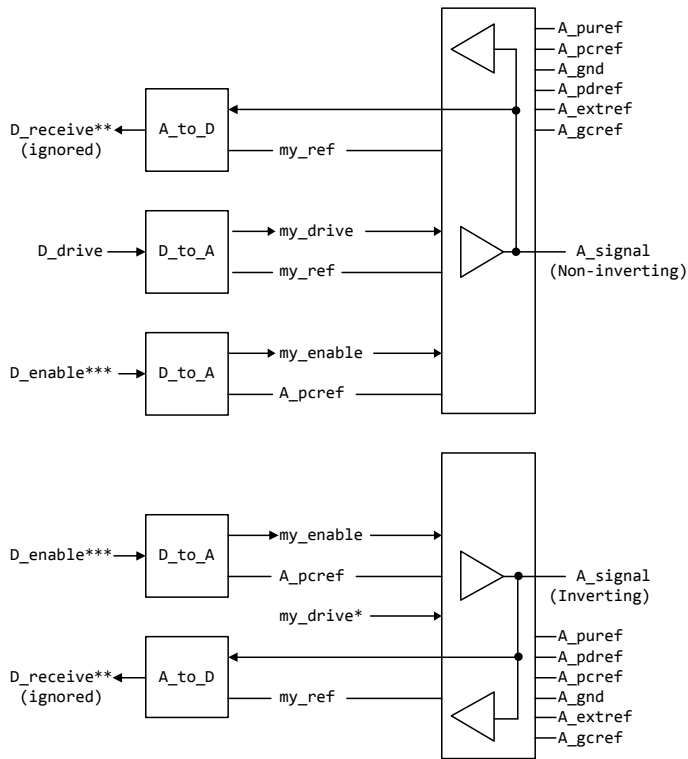 A_puref
A_pcref
A_gnd
A_pdref
A_extref
A_gcref
D_receive**
(ignored)
A_to_D
my_ref
D_drive
D_to_A
my_drive
my_ref
A_signal
(Non-inverting)
D_enable***
D_to_A
my_enable
A_pcref
D_enable***
D_to_A
my_enable
A_pcref
A_signal
(Inverting)
my_drive*
D_receive**
(ignored)
A_to_D
my_ref
A_puref
A_pdref
A_pcref
A_gnd
A_extref
A_gcref